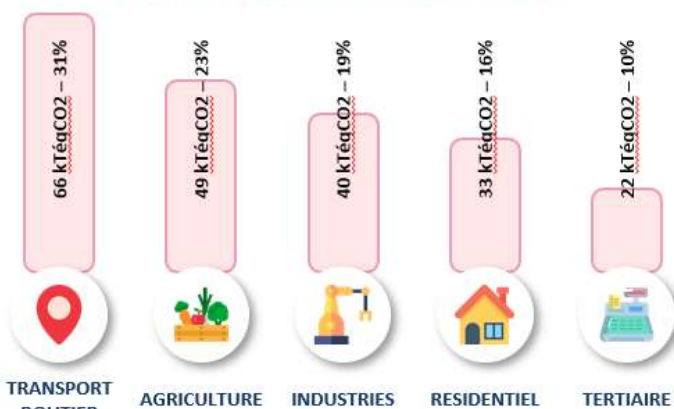 66 kTéqCO2 – 31%
49 kTéqCO2 – 23%
40 kTéqCO2 – 19%
33 kTéqCO2 – 16%
22 kTéqCO2 – 10%
TRANSPORT
ROUTIER
AGRICULTURE
INDUSTRIES
RESIDENTIEL
TERTIAIRE